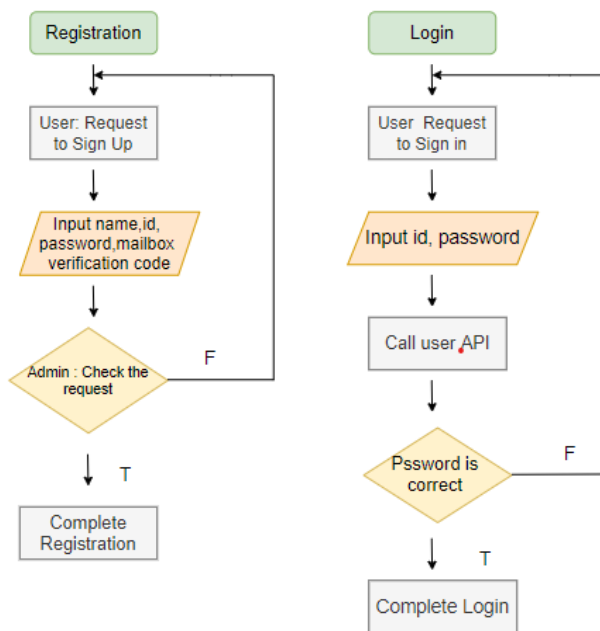 Registration
User: Request
to Sign Up
Input name,id,
password,mailbox
verification code
Admin : Check the
request
F
T
Complete
Registration
Login
User Request
to Sign in
Input id, password
Call user API
Pssword is
correct
F
T
Complete Login